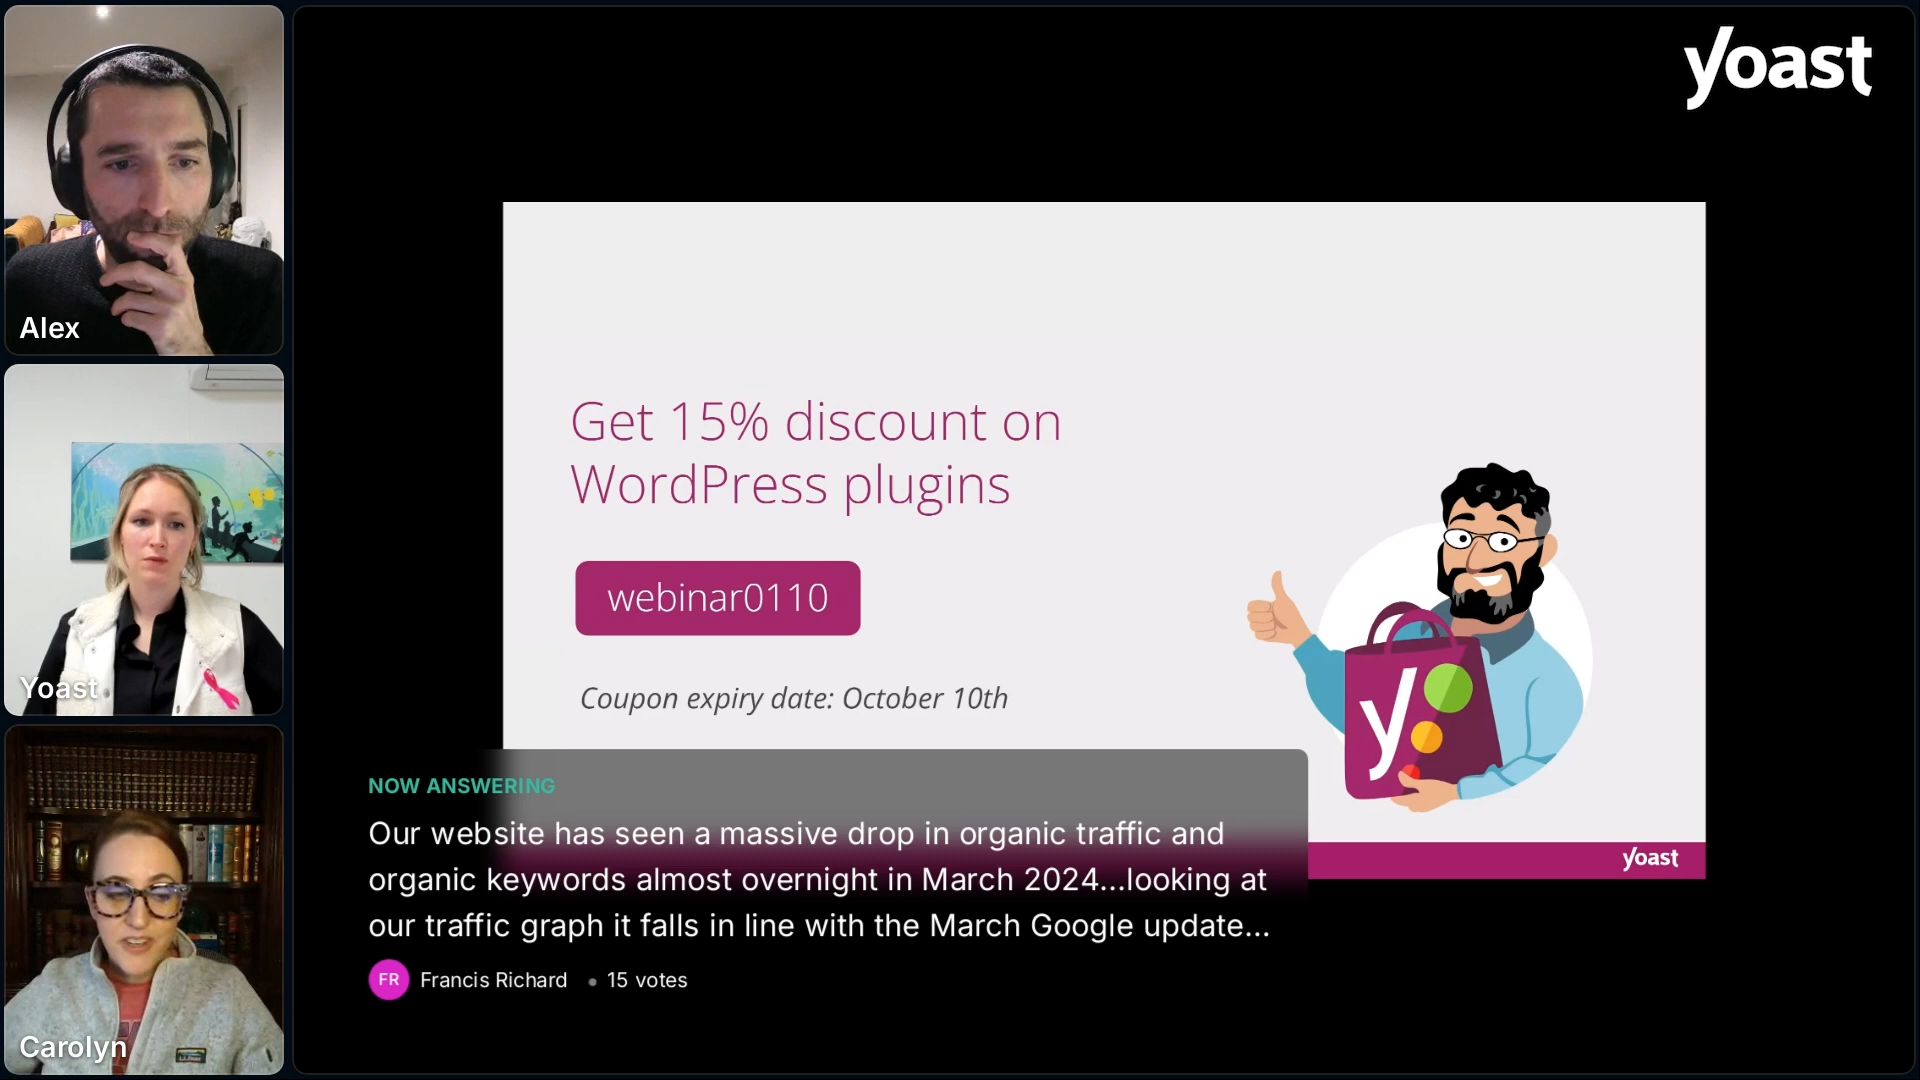 yoast
Alex
Yoast
Carolyn
Get 15% discount on
WordPress plugins
webinar0110
Coupon expiry date: October 10th
y
yoast
NOW ANSWERING
Our website has seen a massive drop in organic traffic and
organic keywords almost overnight in March 2024...looking at
our traffic graph it falls in line with the March Google update...
FR Francis Richard • 15 votes